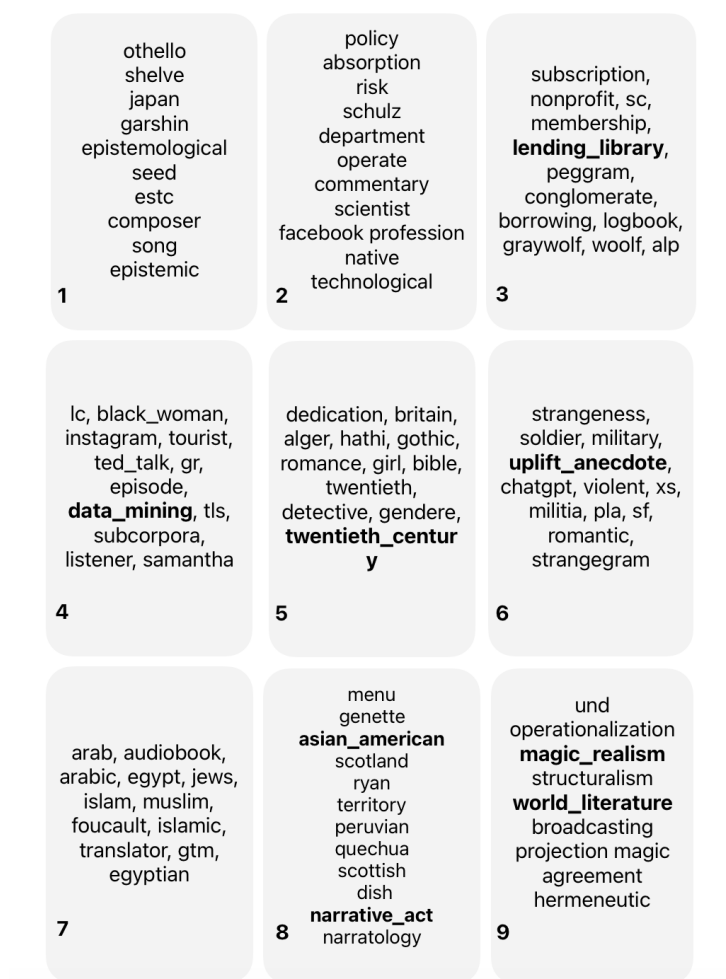 othello
shelve
japan
garshin
epistemological
seed
estc
composer
song
epistemic
1
policy
absorption
risk
schulz
department
operate
commentary
scientist
facebook profession
native
technological
2
subscription,
nonprofit, sc,
membership,
lending_library,
peggram,
conglomerate,
borrowing, logbook,
graywolf, woolf, alp
3
lc, black_woman,
instagram, tourist,
ted_talk, gr,
episode,
data_mining, tls,
subcorpora,
listener, samantha
4
dedication, britain,
alger, hathi, gothic,
romance, girl, bible,
twentieth,
detective, gendere,
twentieth_centur
y
5
strangeness,
soldier, military,
uplift_anecdote,
chatgpt, violent, xs,
militia, pla, sf,
romantic,
strangegram
6
arab, audiobook,
arabic, egypt, jews,
islam, muslim,
foucault, islamic,
translator, gtm,
egyptian
7
menu
genette
asian_american
scotland
ryan
territory
peruvian
quechua
scottish
dish
narrative_act
narratology
8
und
operationalization
magic_realism
structuralism
world_literature
broadcasting
projection magic
agreement
hermeneutic
9